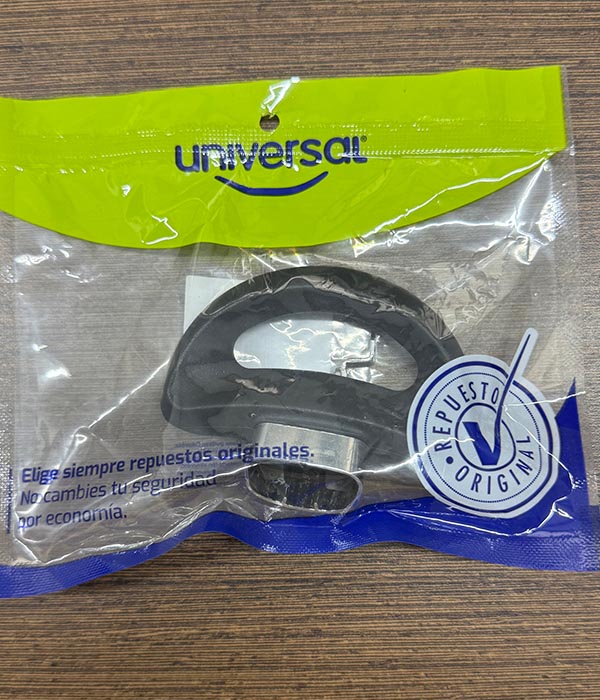 universal®
Elige siempre repuestos originales.
No cambies tu seguridad
por economía.
• REPUESTO •
ORIGINAL